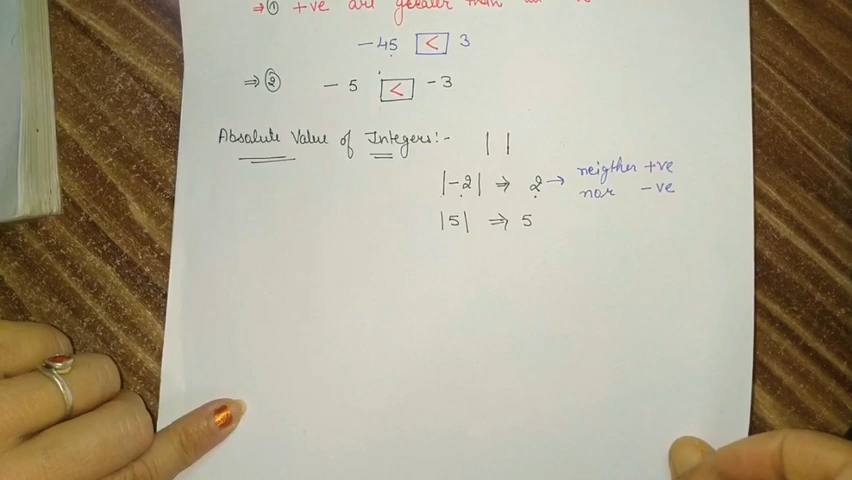 ⇒① +ve are greater than
-45 < 3
⇒② -5 < -3
Absolute Value of Integers:- | |
|-2| ⇒ 2 → neigther +ve
nor -ve
|5| ⇒ 5